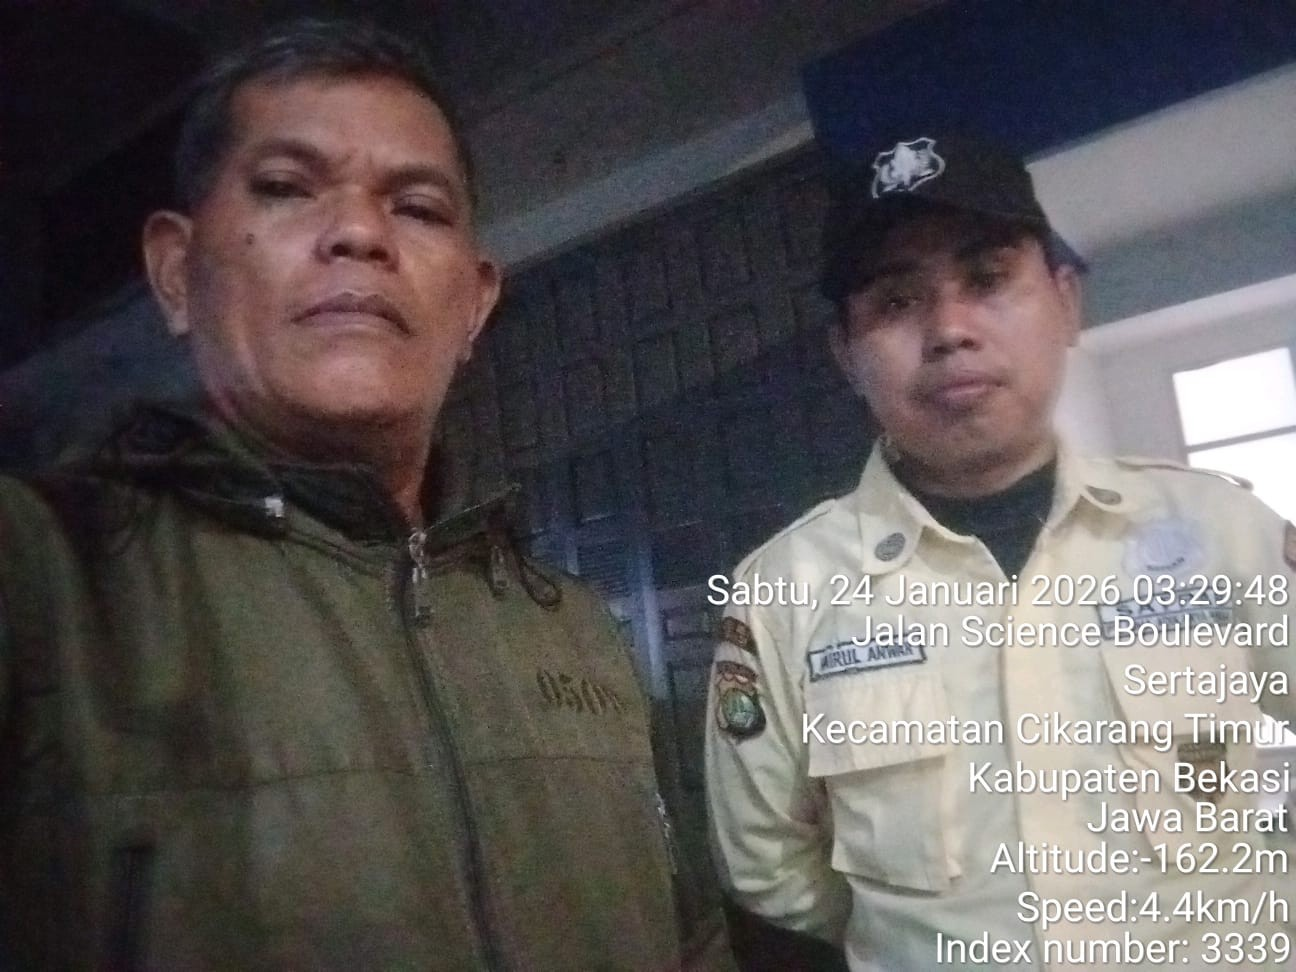 Sabtu, 24 Januari 2026 03:29:48
Jalan Science Boulevard
Sertajaya
Kecamatan Cikarang Timur
Kabupaten Bekasi
Jawa Barat
Altitude:-162.2m
Speed:4.4km/h
Index number: 3339
ARWAN